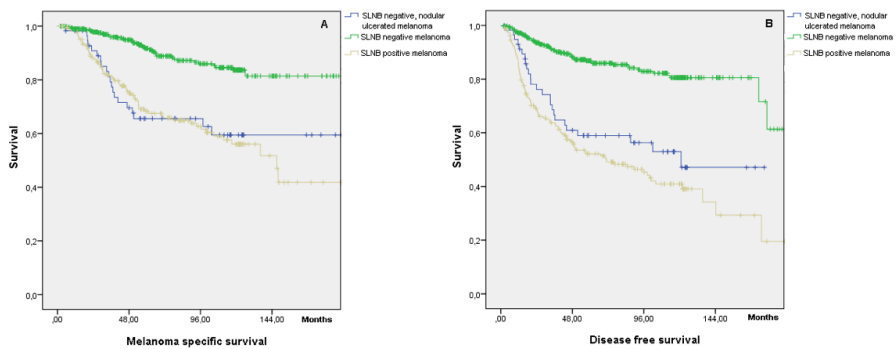 A
SLNB negative, nodular
ulcerated melanoma
SLNB negative melanoma
SLNB positive melanoma
1,0
0,8
0,6
0,4
0,2
0,0
Survival
,00
48,00
96,00
144,00
Months
Melanoma specific survival
B
SLNB negative, nodular
ulcerated melanoma
SLNB negative melanoma
SLNB positive melanoma
1,0
0,8
0,6
0,4
0,2
0,0
Survival
,00
48,00
96,00
144,00
Months
Disease free survival